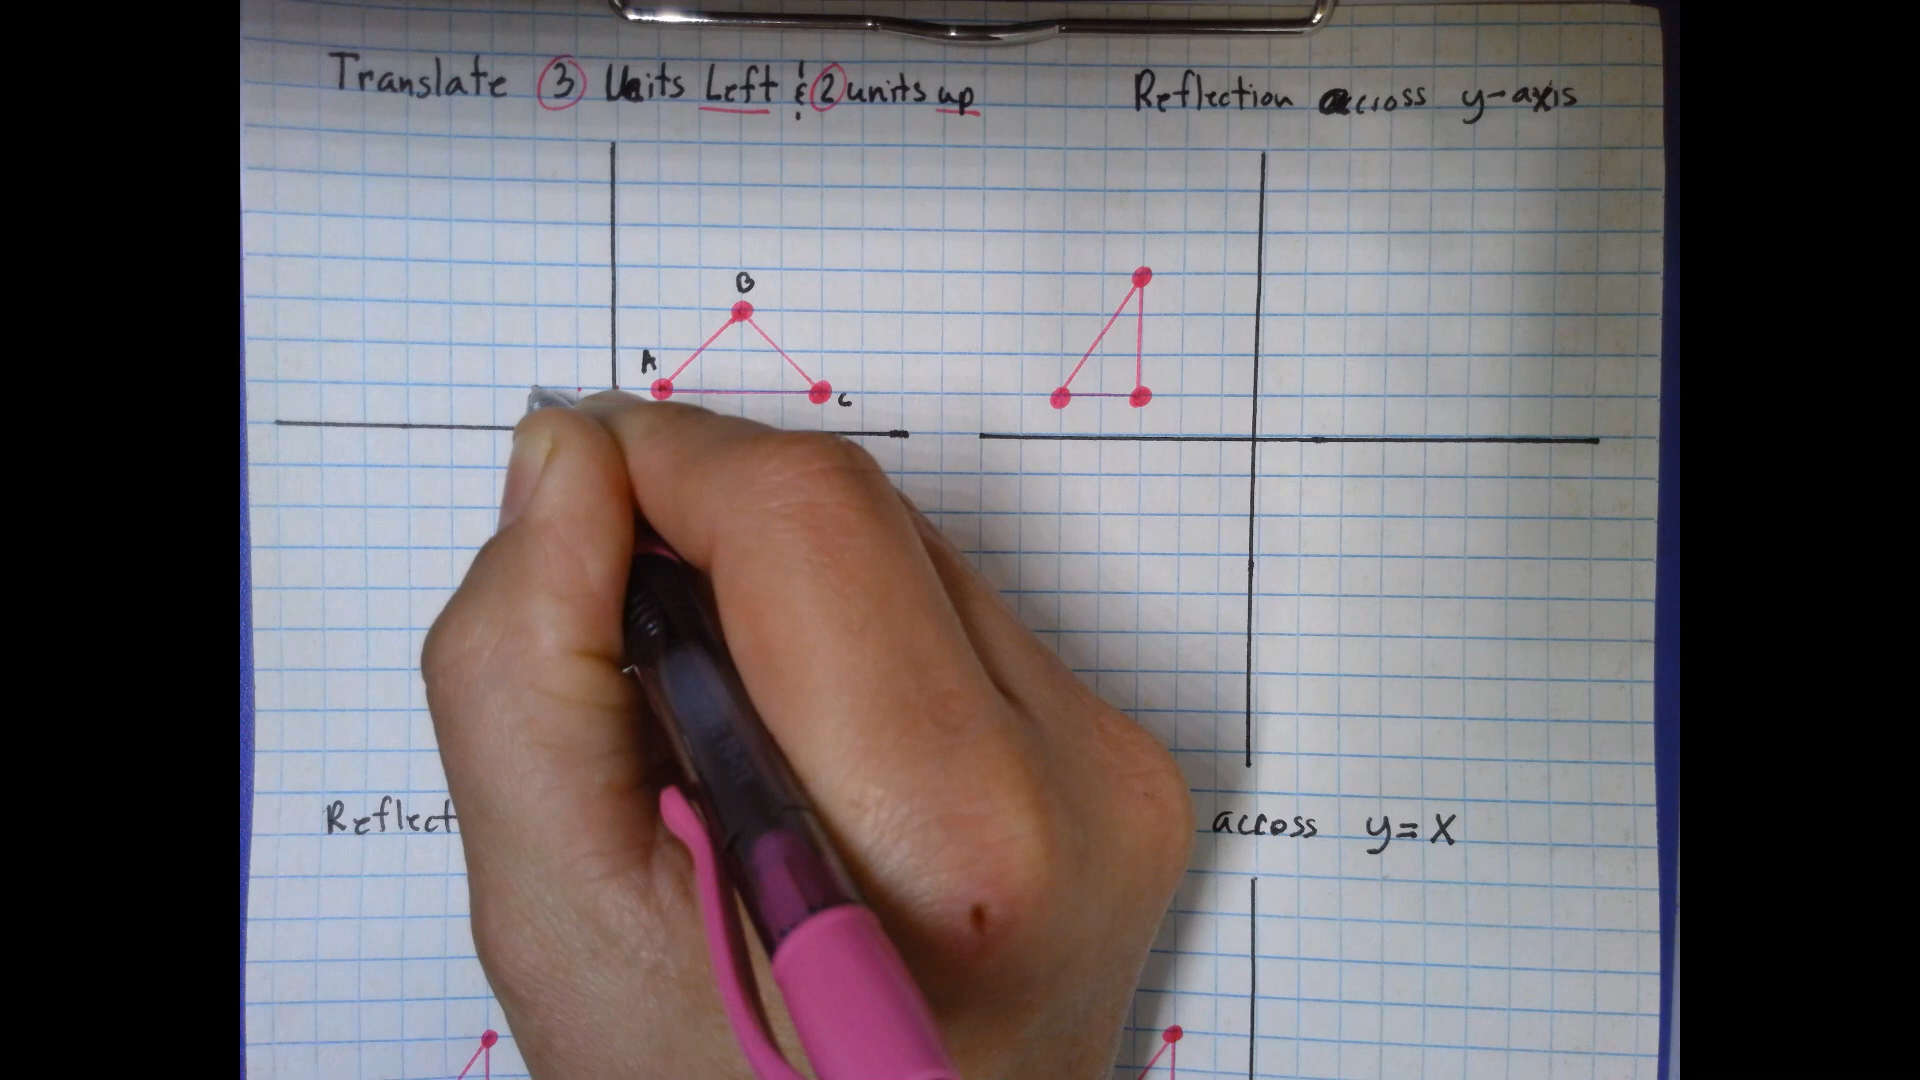 Translate 3 Units Left & 2 units up
Reflection across y-axis
B
A
C
Reflect
across y=x